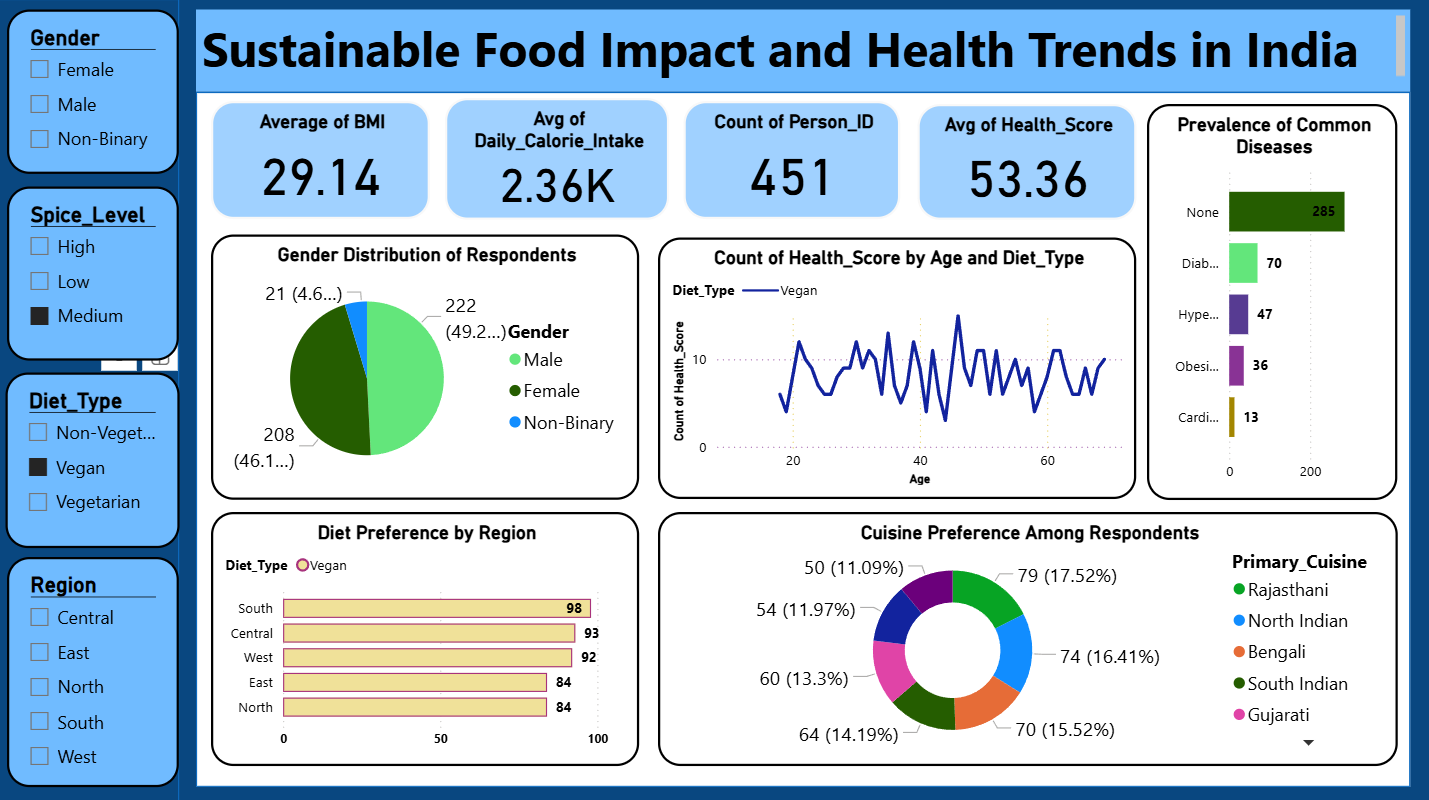 Sustainable Food Impact and Health Trends in India
Gender
Female
Male
Non-Binary
Spice_Level
High
Low
Medium
Diet_Type
Non-Veget...
Vegan
Vegetarian
Region
Central
East
North
South
West
Average of BMI
29.14
Avg of
Daily_Calorie_Intake
2.36K
Count of Person_ID
451
Avg of Health_Score
53.36
Prevalence of Common
Diseases
None 285
Diab... 70
Hype... 47
Obesi... 36
Cardi... 13
0 200
Gender Distribution of Respondents
21 (4.6...)
222
(49.2...)
208
(46.1...)
Gender
Male
Female
Non-Binary
Count of Health_Score by Age and Diet_Type
Diet_Type Vegan
Count of Health_Score
10
0
20 40 60
Age
Diet Preference by Region
Diet_Type Vegan
South 98
Central 93
West 92
East 84
North 84
0 50 100
Cuisine Preference Among Respondents
50 (11.09%)
79 (17.52%)
54 (11.97%)
74 (16.41%)
60 (13.3%)
70 (15.52%)
64 (14.19%)
Primary_Cuisine
Rajasthani
North Indian
Bengali
South Indian
Gujarati